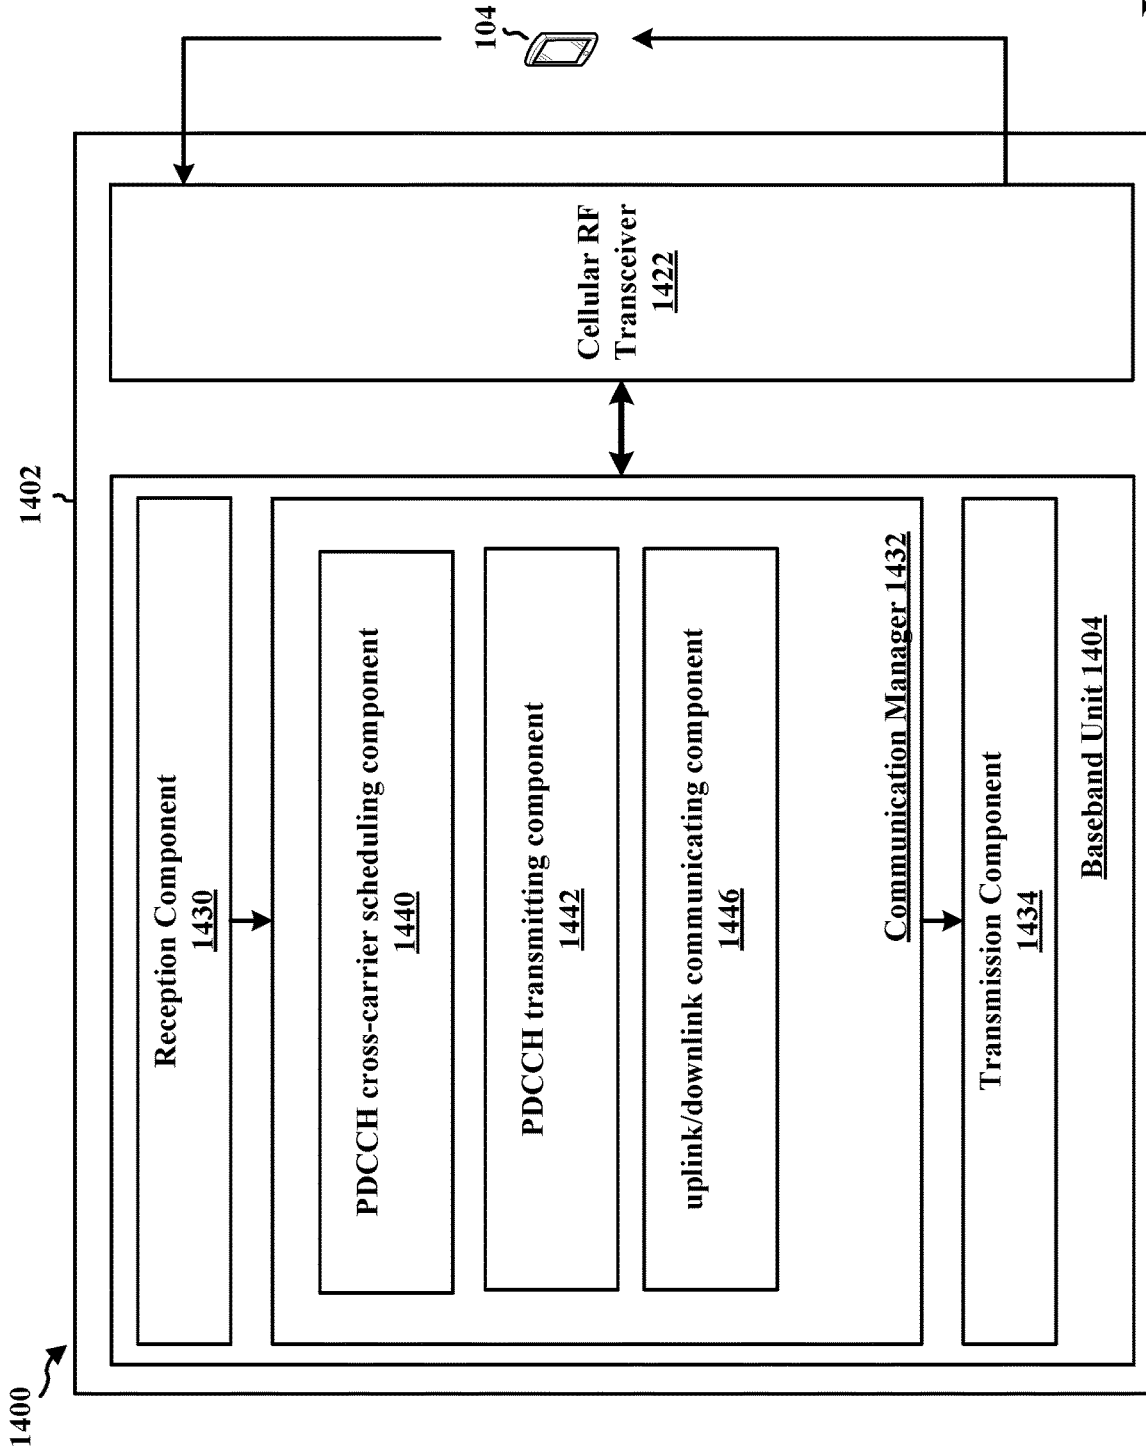 1400
1402
104
Reception Component
1430
PDCCH cross-carrier scheduling component
1440
PDCCH transmitting component
1442
uplink/downlink communicating component
1446
Communication Manager 1432
Transmission Component
1434
Baseband Unit 1404
Cellular RF
Transceiver
1422